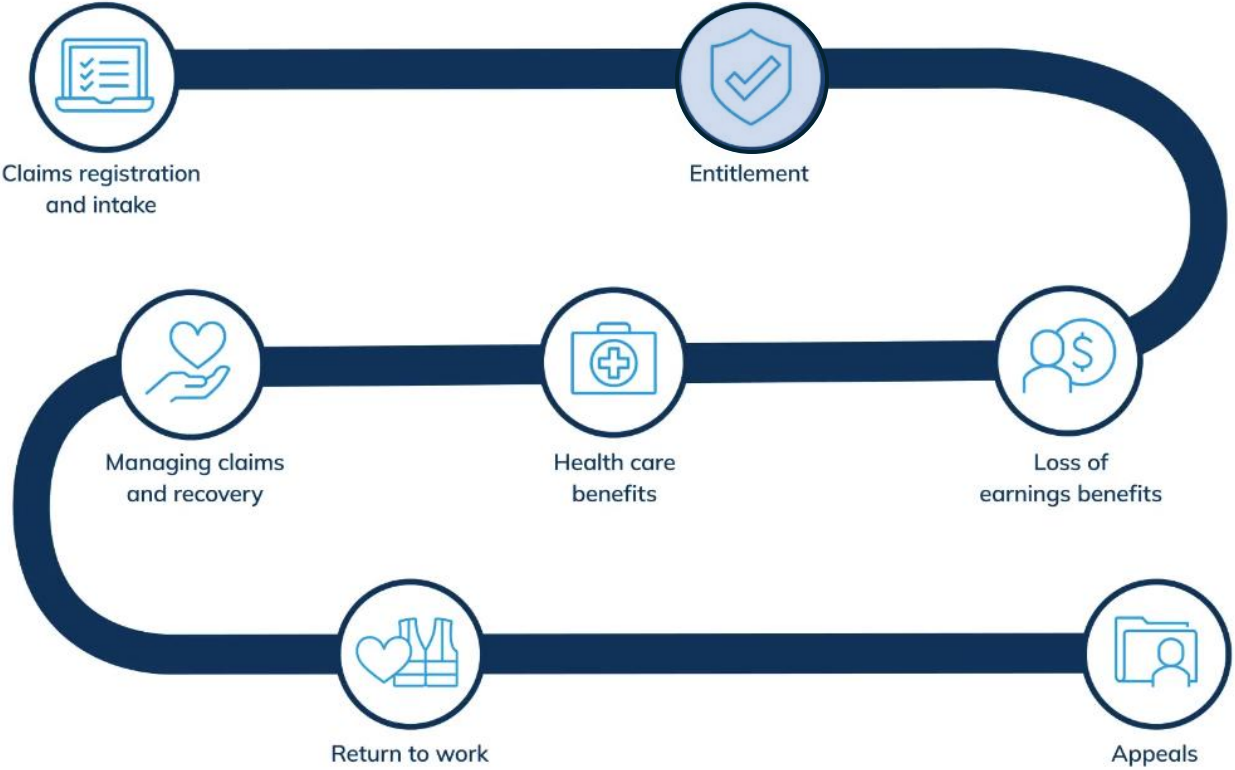 Claims registration
and intake
Entitlement
Managing claims
and recovery
Health care
benefits
Loss of
earnings benefits
Return to work
Appeals